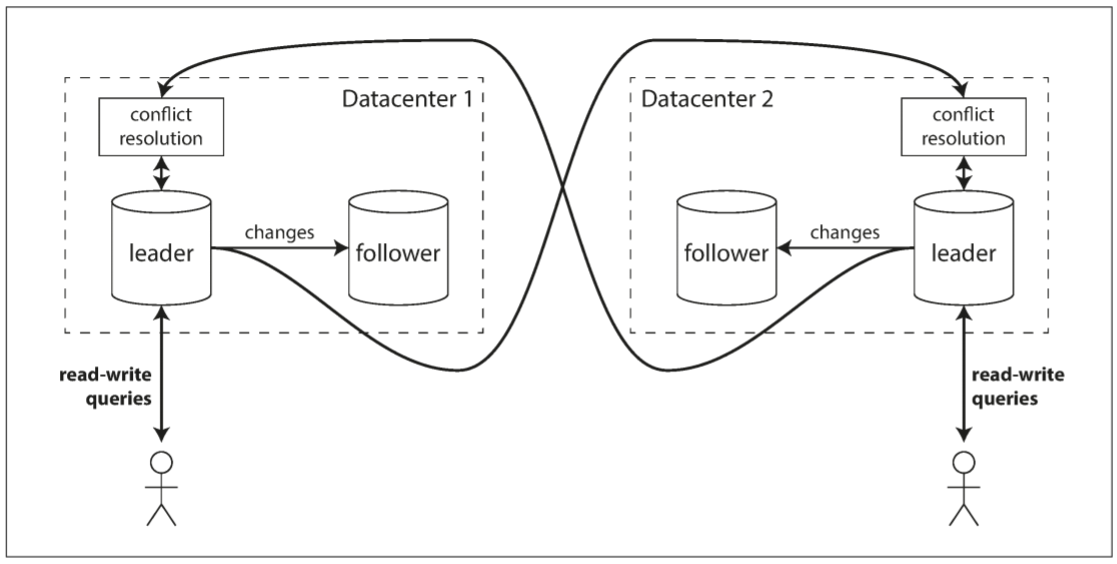 Datacenter 1
conflict
resolution
leader
changes
follower
read-write
queries
Datacenter 2
conflict
resolution
follower
changes
leader
read-write
queries